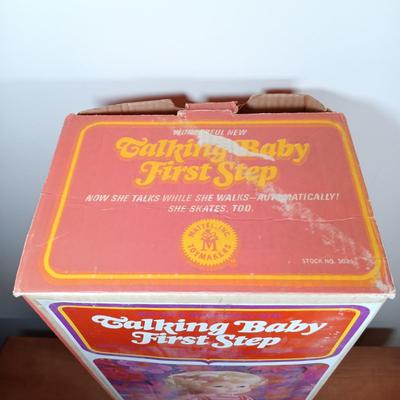 WONDERFUL NEW
Talking Baby
First Step
NOW SHE TALKS WHILE SHE WALKS—AUTOMATICALLY!
SHE SKATES, TOO.
MATTEL, INC.
M
TOYMAKERS
STOCK NO.
Talking Baby
First Step